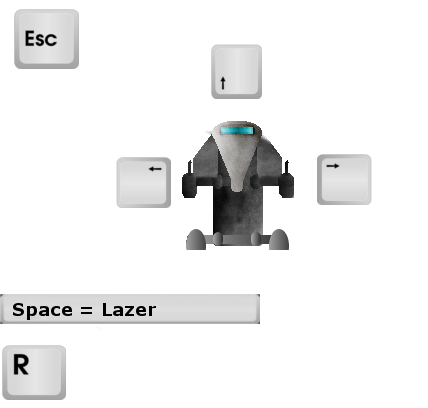 Esc
↑
←
→
Space = Lazer
R